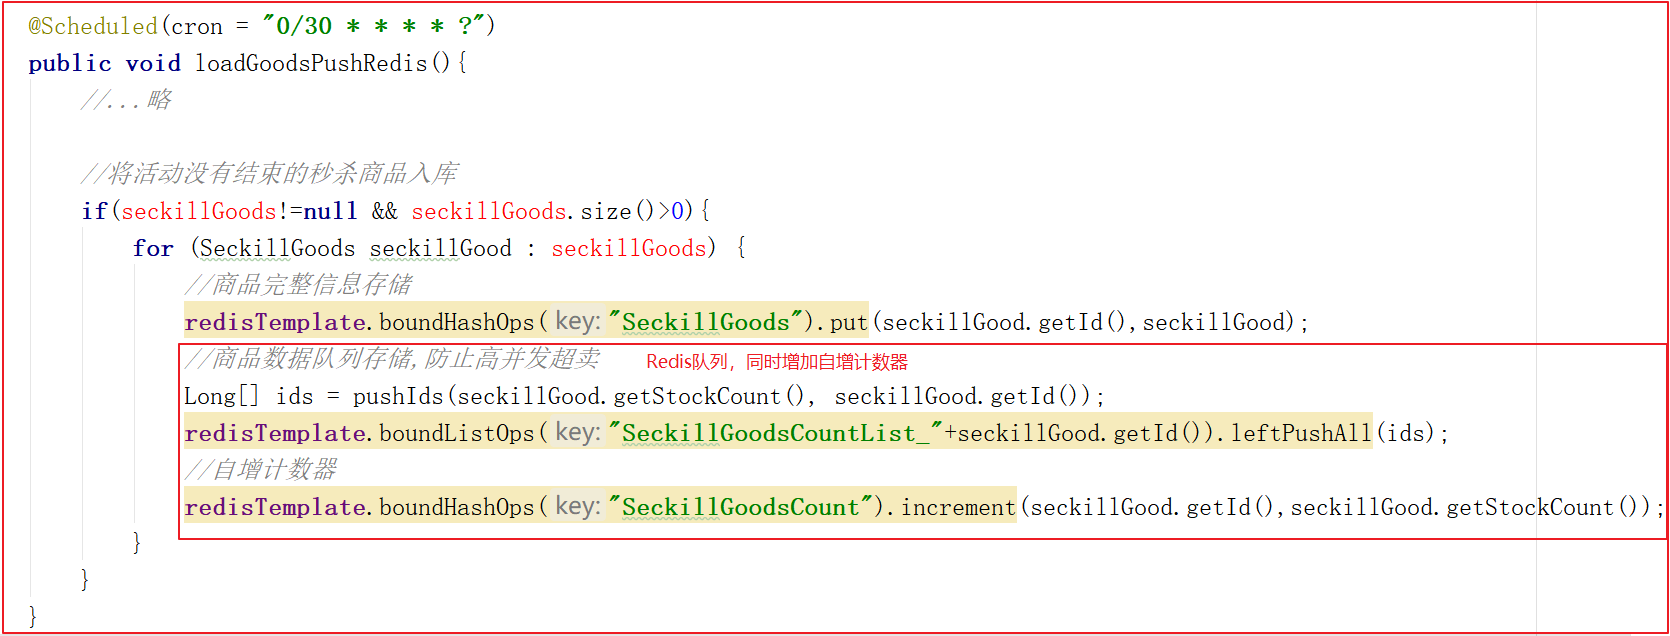 @Scheduled(cron = "0/30 * * * * ?")
public void loadGoodsPushRedis(){
//...略
//将活动没有结束的秒杀商品入库
if(seckillGoods!=null && seckillGoods.size()>0){
for (SeckillGoods seckillGood : seckillGoods) {
//商品完整信息存储
redisTemplate.boundHashOps( key: "SeckillGoods").put(seckillGood.getId(),seckillGood);
//商品数据队列存储,防止高并发超卖 Redis队列，同时增加自增计数器
Long[] ids = pushIds(seckillGood.getStockCount(), seckillGood.getId());
redisTemplate.boundListOps( key: "SeckillGoodsCountList_"+seckillGood.getId()).leftPushAll(ids);
//自增计数器
redisTemplate.boundHashOps( key: "SeckillGoodsCount").increment(seckillGood.getId(),seckillGood.getStockCount());
}
}
}